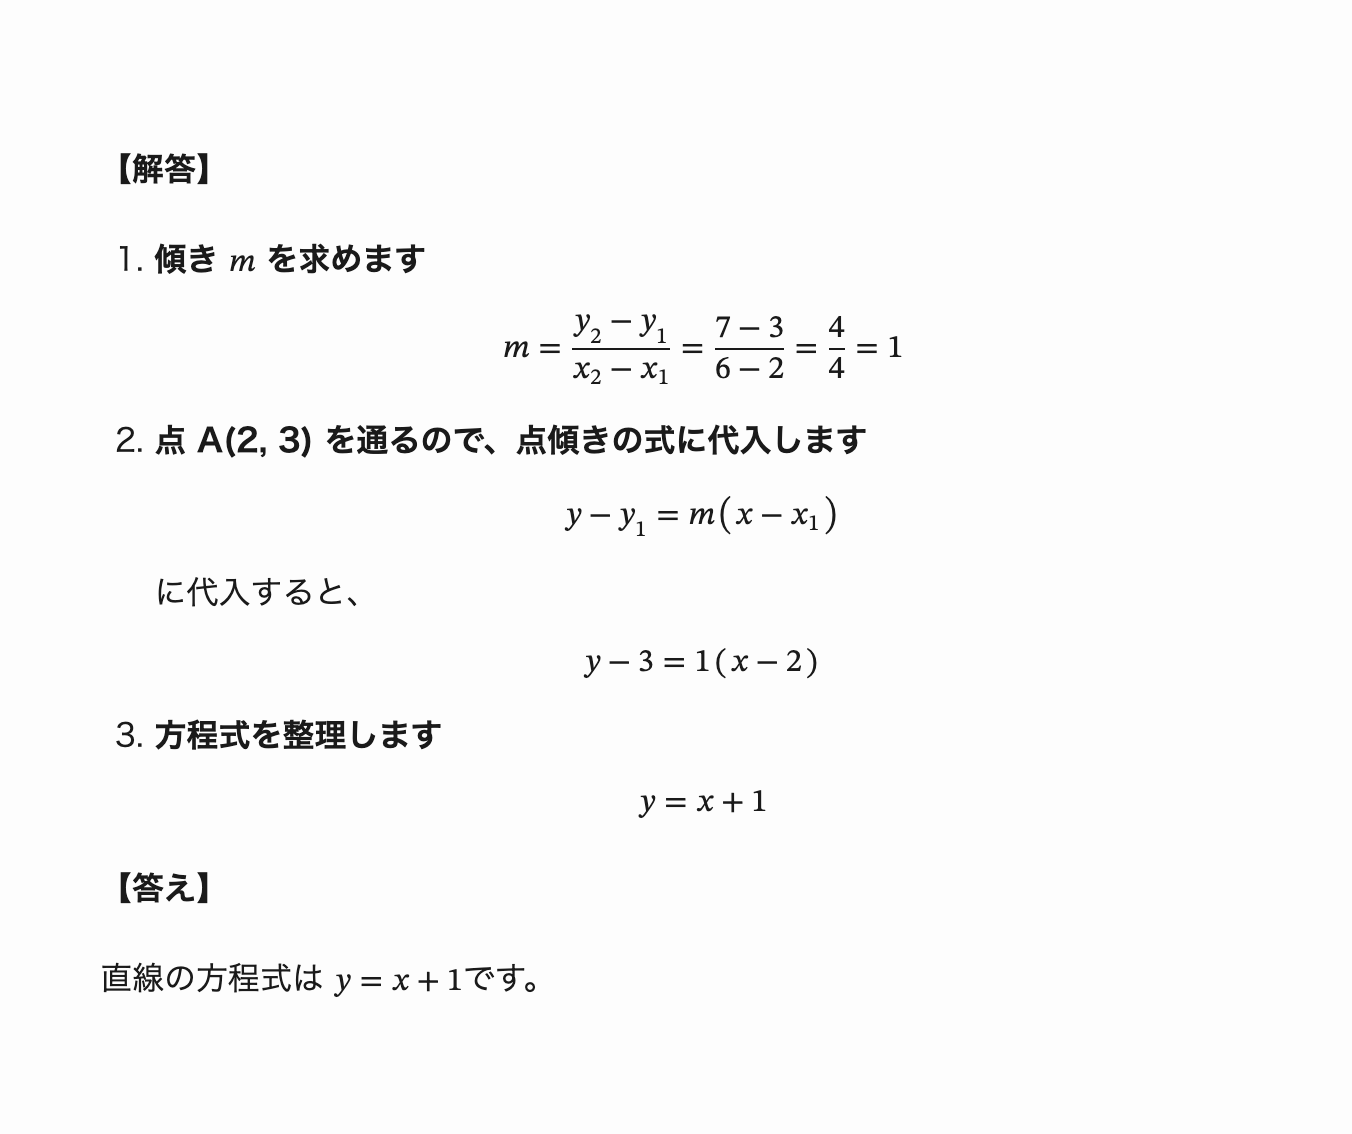 【解答】
1. 傾き m を求めます
m = \frac{y_2 - y_1}{x_2 - x_1} = \frac{7 - 3}{6 - 2} = \frac{4}{4} = 1
2. 点 A(2, 3) を通るので、点傾きの式に代入します
y - y_1 = m(x - x_1)
に代入すると、
y - 3 = 1(x - 2)
3. 方程式を整理します
y = x + 1
【答え】
直線の方程式は y = x + 1です。